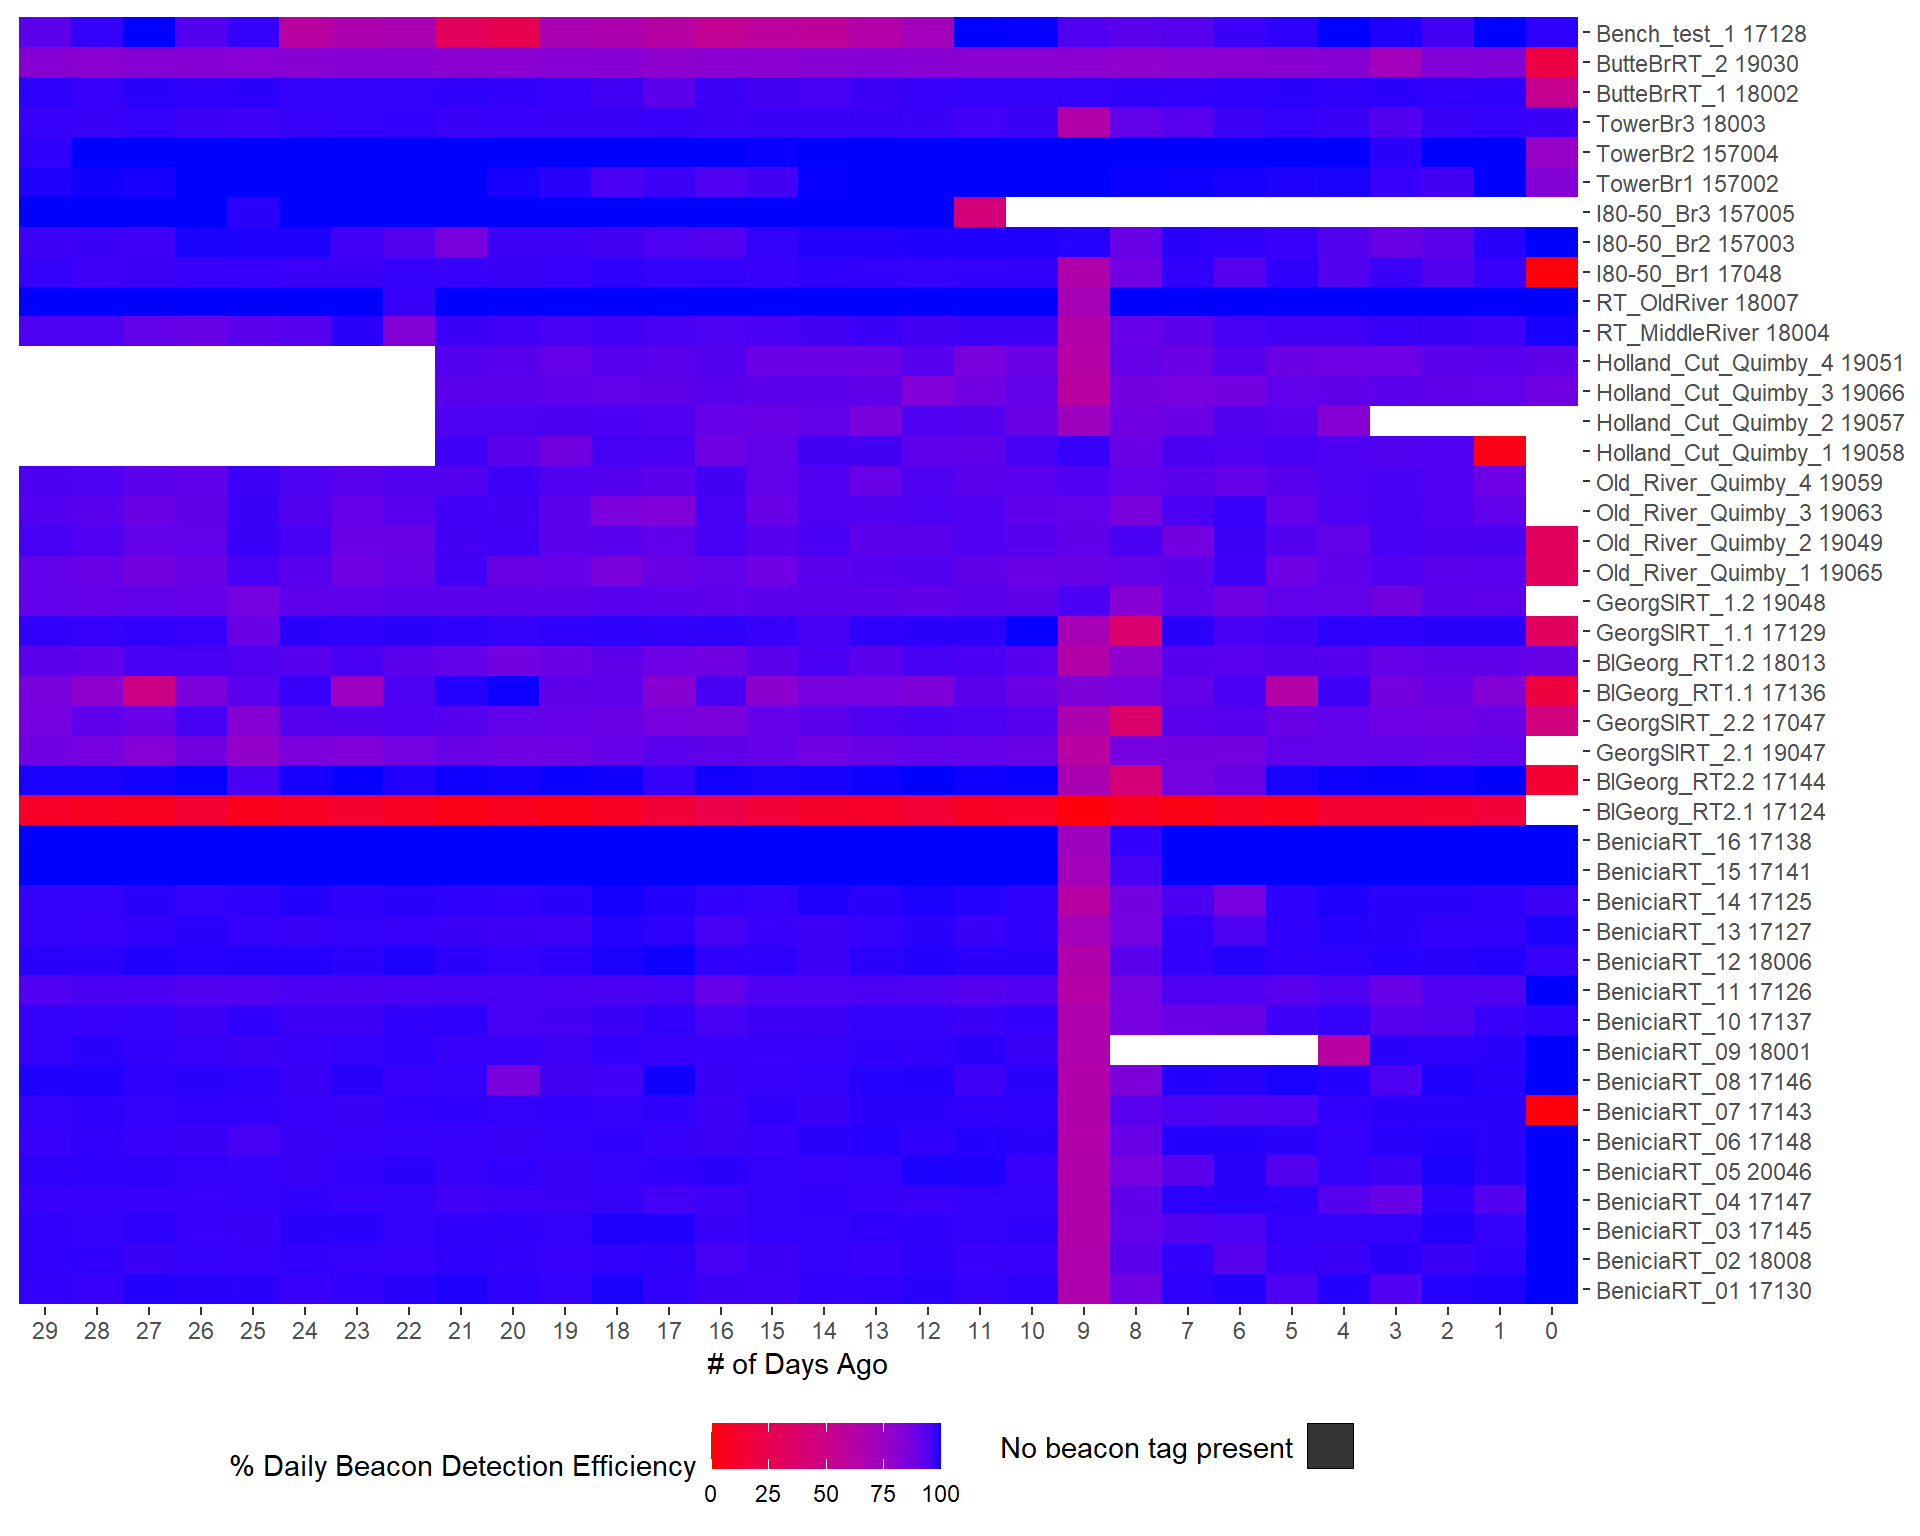 Bench_test_1 17128
ButteBrRT_2 19030
ButteBrRT_1 18002
TowerBr3 18003
TowerBr2 157004
TowerBr1 157002
I80-50_Br3 157005
I80-50_Br2 157003
I80-50_Br1 17048
RT_OldRiver 18007
RT_MiddleRiver 18004
Holland_Cut_Quimby_4 19051
Holland_Cut_Quimby_3 19066
Holland_Cut_Quimby_2 19057
Holland_Cut_Quimby_1 19058
Old_River_Quimby_4 19059
Old_River_Quimby_3 19063
Old_River_Quimby_2 19049
Old_River_Quimby_1 19065
GeorgSlRT_1.2 19048
GeorgSlRT_1.1 17129
BlGeorg_RT1.2 18013
BlGeorg_RT1.1 17136
GeorgSlRT_2.2 17047
GeorgSlRT_2.1 19047
BlGeorg_RT2.2 17144
BlGeorg_RT2.1 17124
BeniciaRT_16 17138
BeniciaRT_15 17141
BeniciaRT_14 17125
BeniciaRT_13 17127
BeniciaRT_12 18006
BeniciaRT_11 17126
BeniciaRT_10 17137
BeniciaRT_09 18001
BeniciaRT_08 17146
BeniciaRT_07 17143
BeniciaRT_06 17148
BeniciaRT_05 20046
BeniciaRT_04 17147
BeniciaRT_03 17145
BeniciaRT_02 18008
BeniciaRT_01 17130
29 28 27 26 25 24 23 22 21 20 19 18 17 16 15 14 13 12 11 10 9 8 7 6 5 4 3 2 1 0
# of Days Ago
% Daily Beacon Detection Efficiency
0 25 50 75 100
No beacon tag present